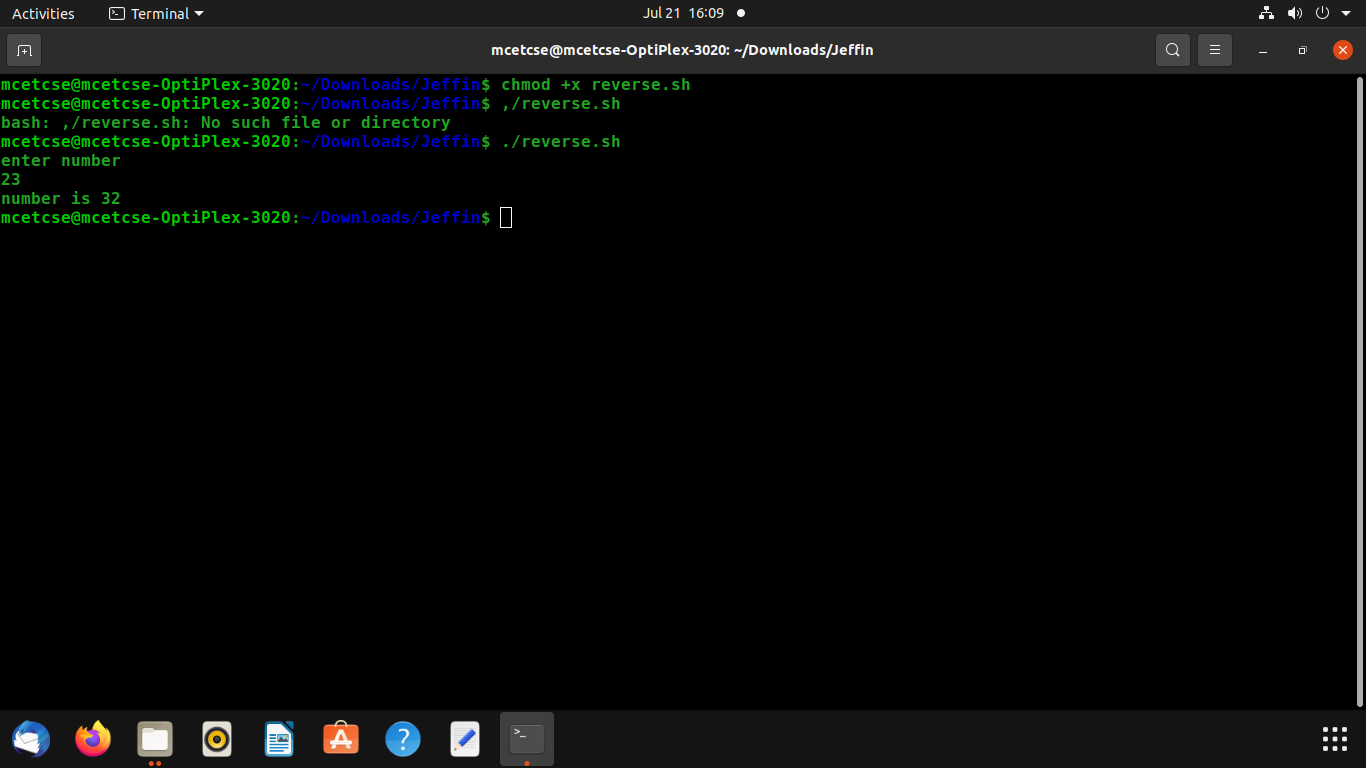 Activities Terminal Jul 21 16:09
mcetcse@mcetcse-OptiPlex-3020: ~/Downloads/Jeffin
mcetcse@mcetcse-OptiPlex-3020:~/Downloads/Jeffin$ chmod +x reverse.sh
mcetcse@mcetcse-OptiPlex-3020:~/Downloads/Jeffin$ ,/reverse.sh
bash: ,/reverse.sh: No such file or directory
mcetcse@mcetcse-OptiPlex-3020:~/Downloads/Jeffin$ ./reverse.sh
enter number
23
number is 32
mcetcse@mcetcse-OptiPlex-3020:~/Downloads/Jeffin$